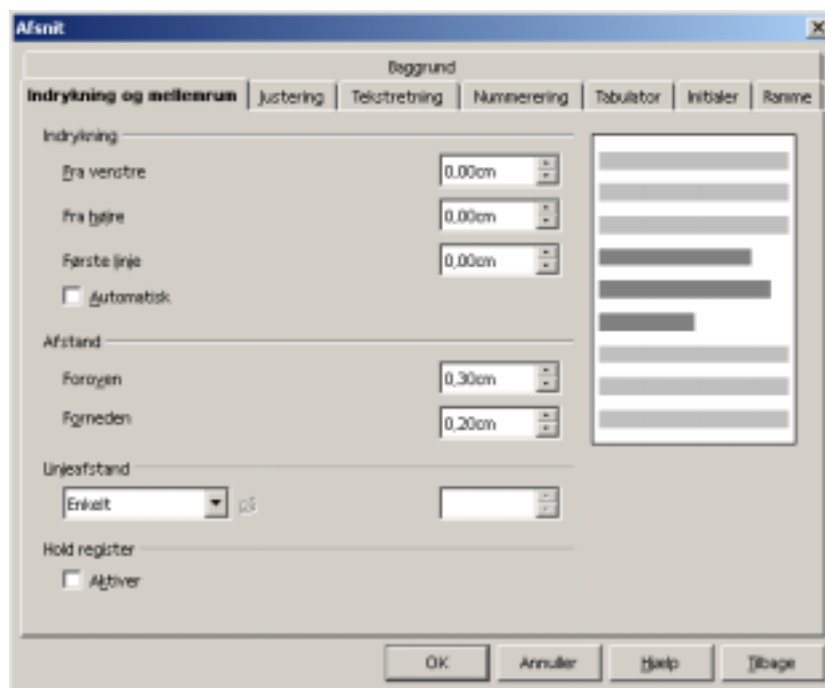 Afsnit
Baggrund
Indrykning og mellemrum Justering Tekstretning Nummerering Tabulator Initialer Ramme
Indrykning
Fra venstre 0,00cm
Fra højre 0,00cm
Første linje 0,00cm
Automatisk
Afstand
Foroven 0,30cm
Forneden 0,20cm
Linjeafstand
Enkelt på
Hold register
Aktiver
OK Annuller Hjælp Tilbage